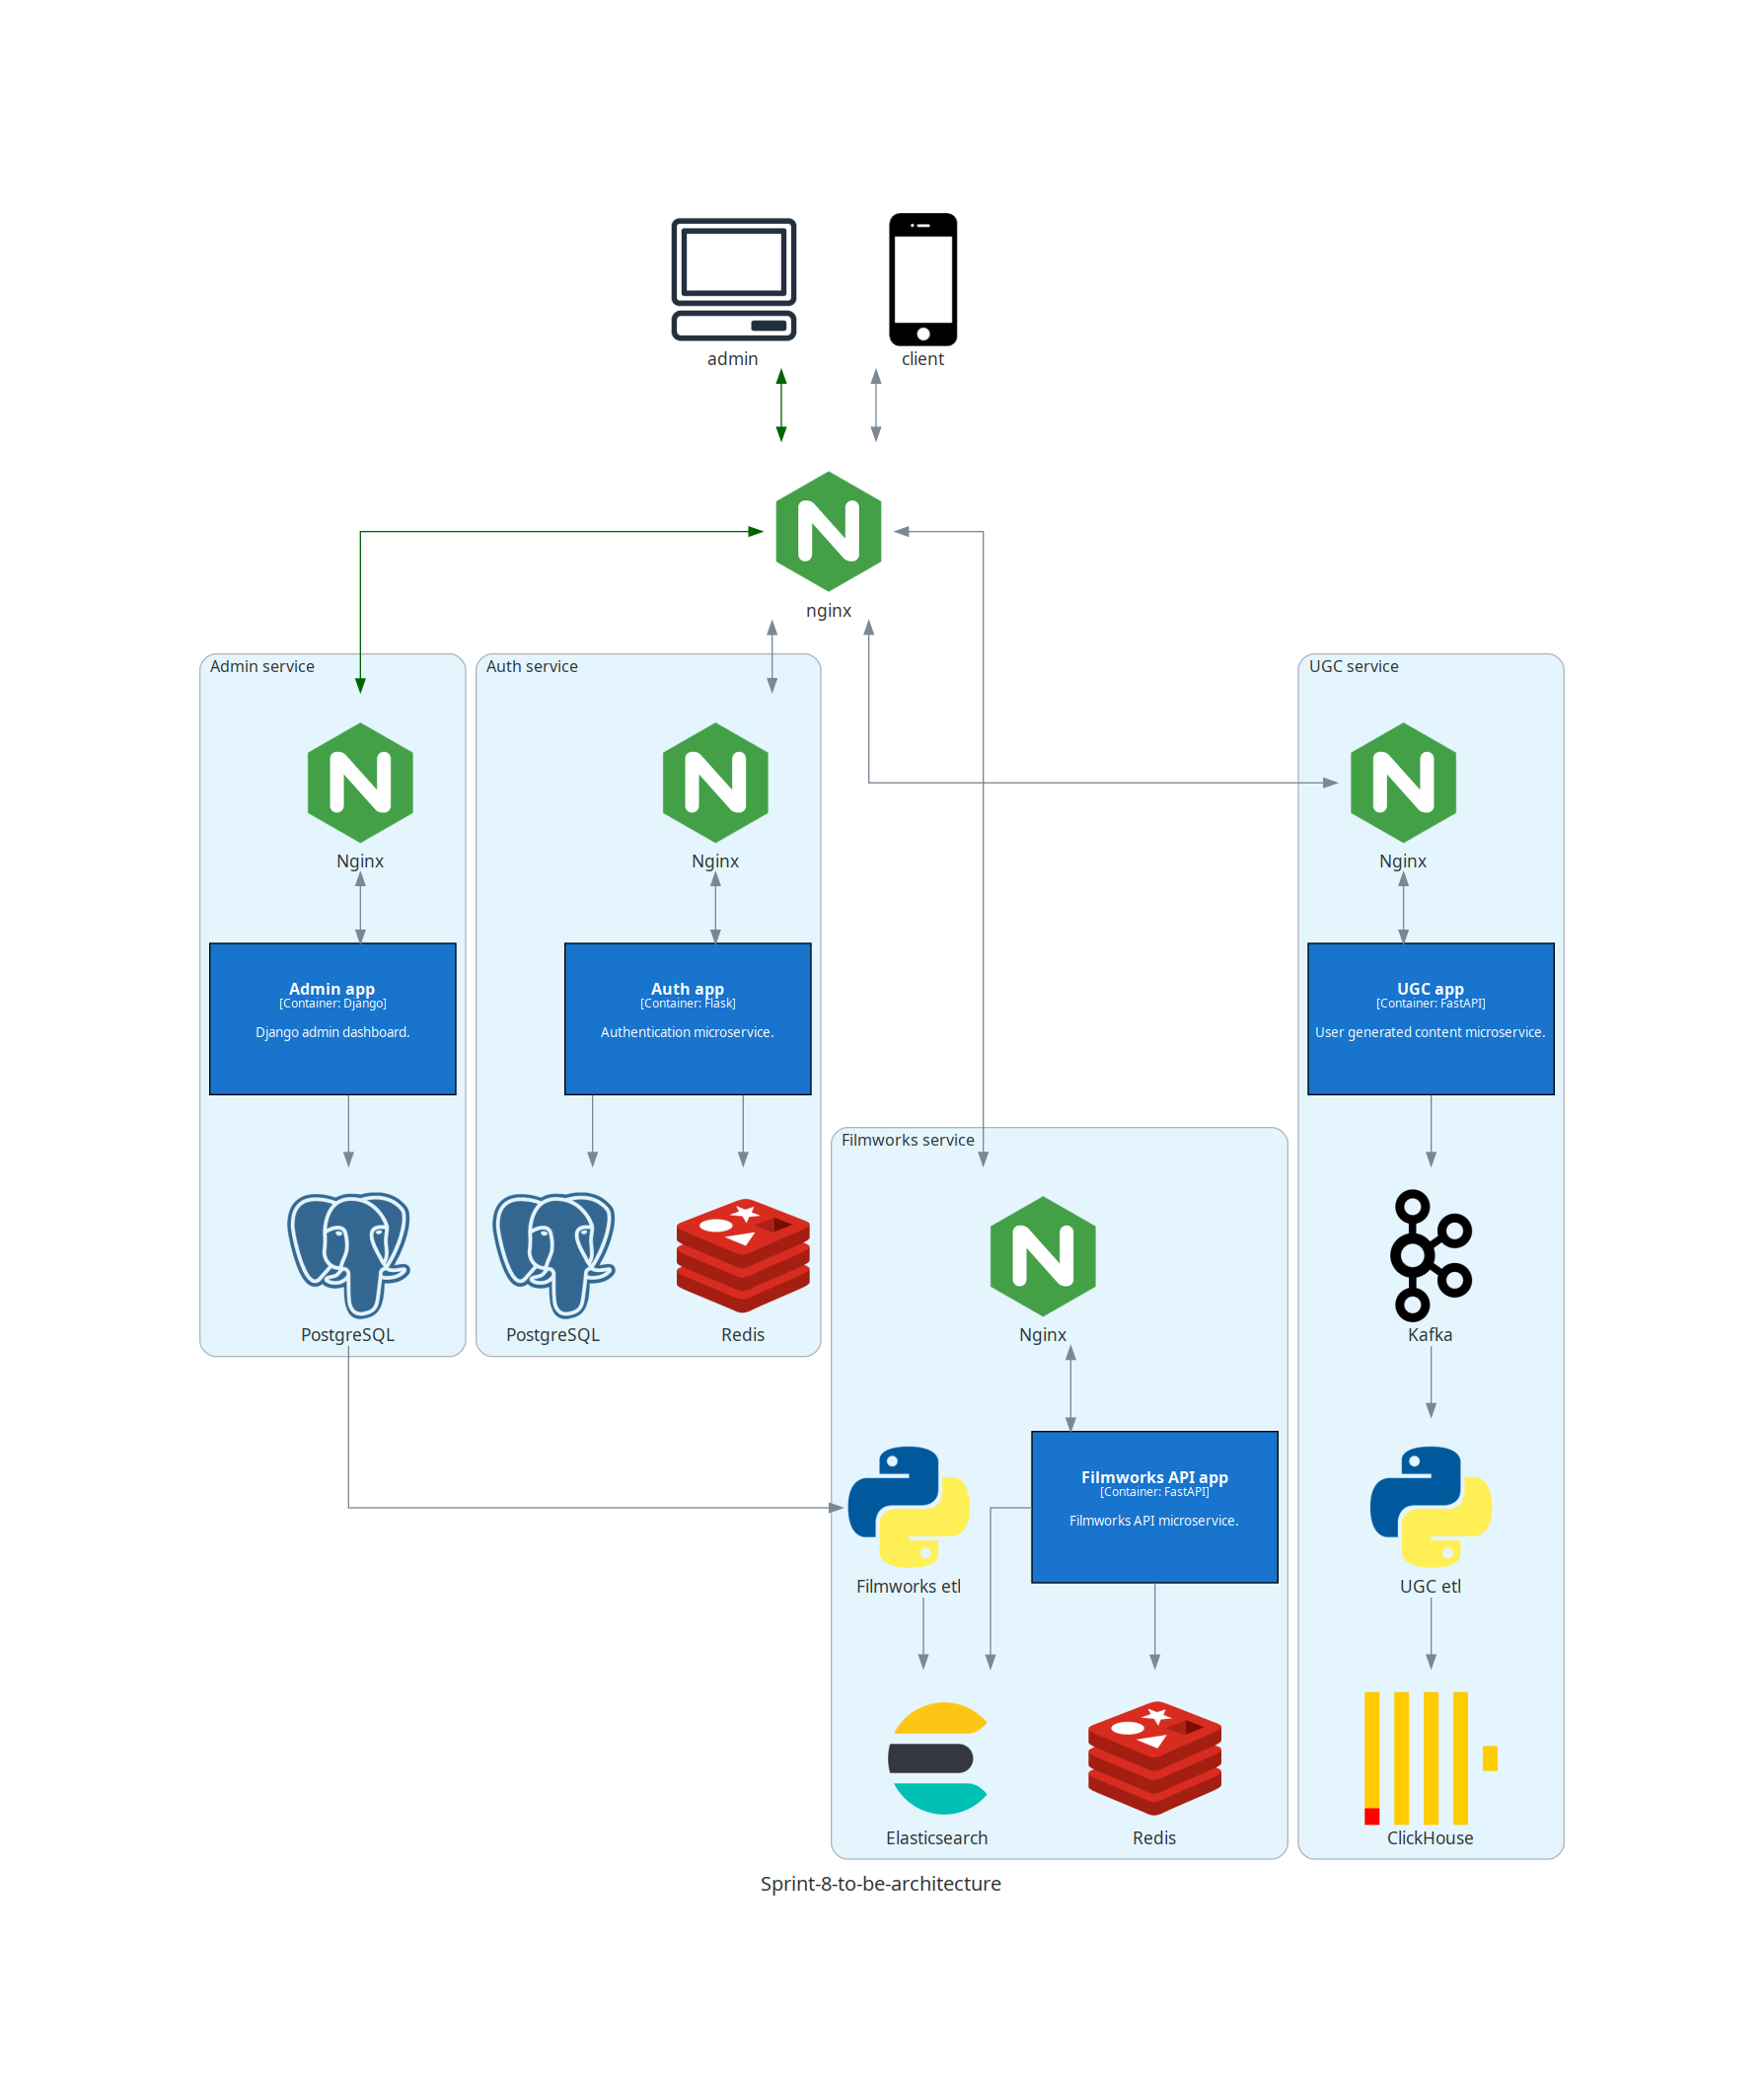 admin
client
nginx
Admin service
Auth service
UGC service
Nginx
Nginx
Nginx
Admin app
[Container: Django]
Django admin dashboard.
Auth app
[Container: Flask]
Authentication microservice.
UGC app
[Container: FastAPI]
User generated content microservice.
Filmworks service
PostgreSQL
PostgreSQL
Redis
Nginx
Kafka
Filmworks API app
[Container: FastAPI]
Filmworks API microservice.
Filmworks etl
UGC etl
Elasticsearch
Redis
ClickHouse
Sprint-8-to-be-architecture